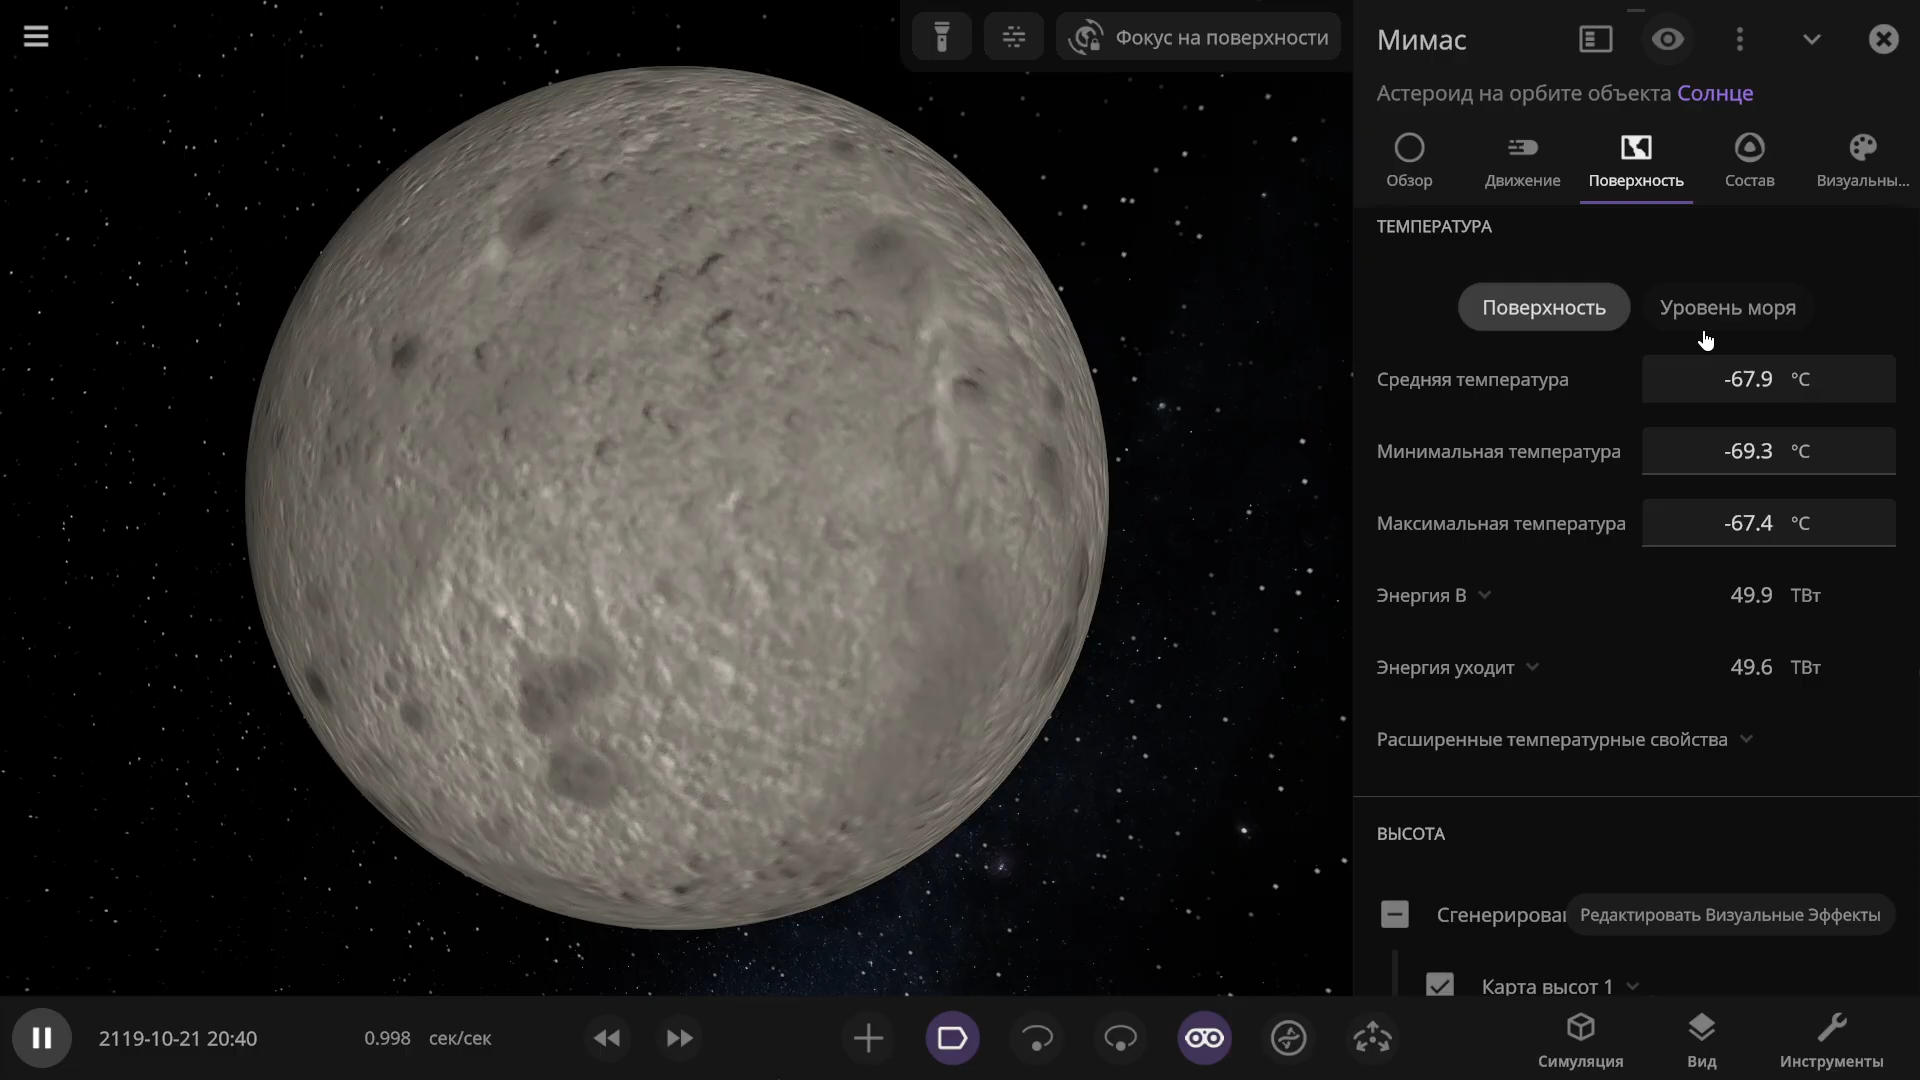 Фокус на поверхности
Мимас
Астероид на орбите объекта Солнце
Обзор
Движение
Поверхность
Состав
Визуальны...
ТЕМПЕРАТУРА
Поверхность
Уровень моря
Средняя температура -67.9 °C
Минимальная температура -69.3 °C
Максимальная температура -67.4 °C
Энергия В 49.9 ТВт
Энергия уходит 49.6 ТВт
Расширенные температурные свойства
ВЫСОТА
Сгенерирова Редактировать Визуальные Эффекты
Карта высот 1
2119-10-21 20:40
0.998 сек/сек
Симуляция
Вид
Инструменты